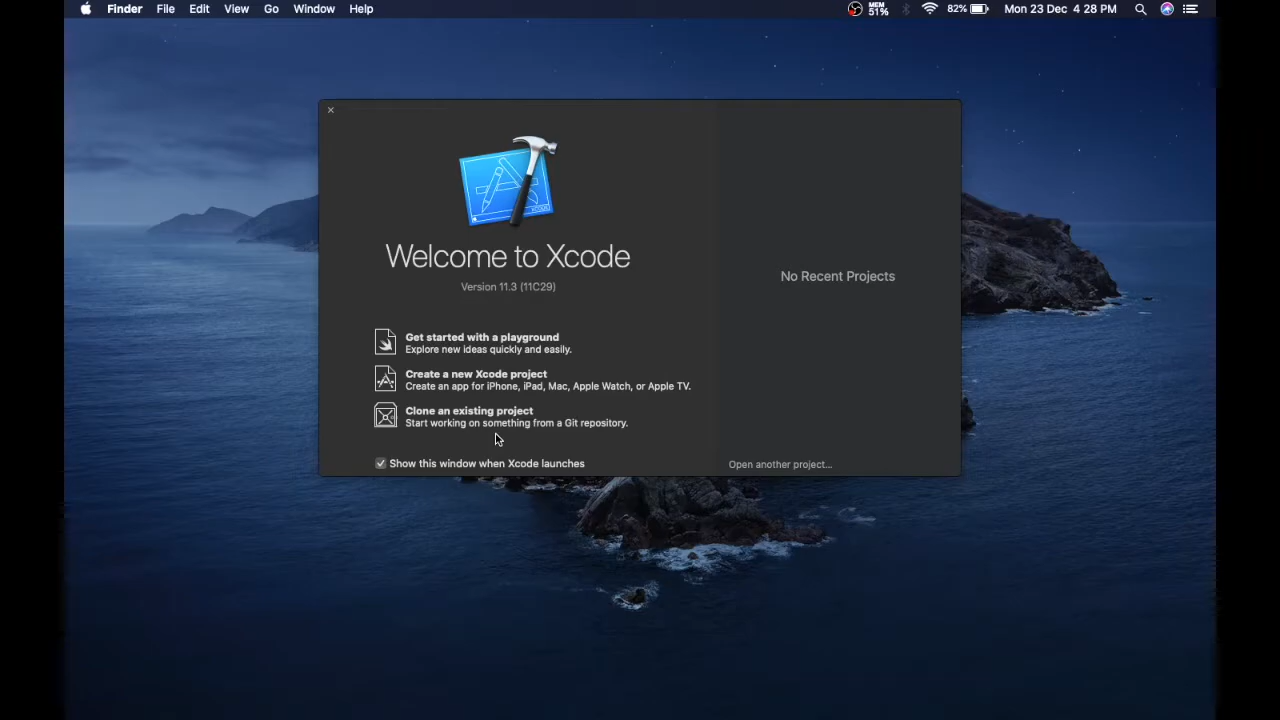 Finder File Edit View Go Window Help MEM 51% 82% Mon 23 Dec 4 28 PM
Welcome to Xcode
Version 11.3 (11C29)
No Recent Projects
Get started with a playground
Explore new ideas quickly and easily.
Create a new Xcode project
Create an app for iPhone, iPad, Mac, Apple Watch, or Apple TV.
Clone an existing project
Start working on something from a Git repository.
Show this window when Xcode launches
Open another project...